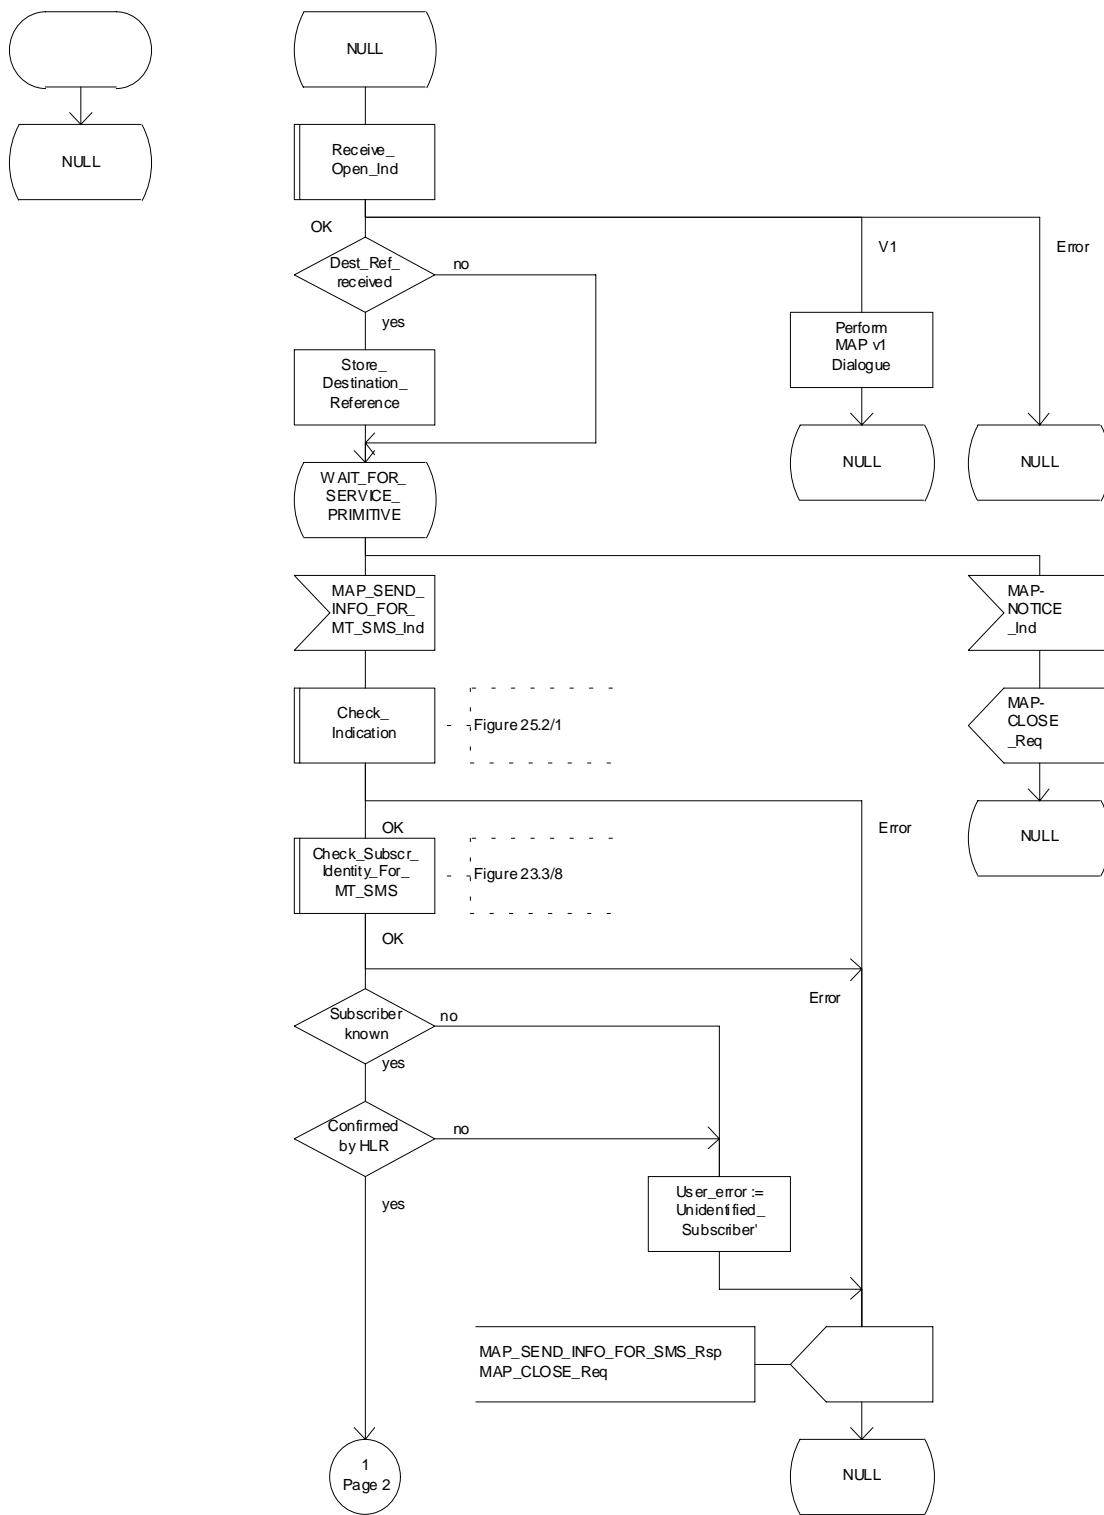 NULL
NULL
Receive_
Open_Ind
OK
V1
Error
Dest_Ref_
received
no
yes
Perform
MAP v1
Dialogue
Store_
Destination_
Reference
NULL
NULL
WAIT_FOR_
SERVICE_
PRIMITIVE
MAP_SEND_
INFO_FOR_
MT_SMS_Ind
MAP-
NOTICE
_Ind
Check_
Indication
Figure 25.2/1
MAP-
CLOSE
_Req
OK
Error
NULL
Check_Subscr_
Identity_For_
MT_SMS
Figure 23.3/8
OK
Error
Subscriber
known
no
yes
Confirmed
by HLR
no
yes
User_error :=
Unidentified_
Subscriber'
MAP_SEND_INFO_FOR_SMS_Rsp
MAP_CLOSE_Req
1
Page 2
NULL